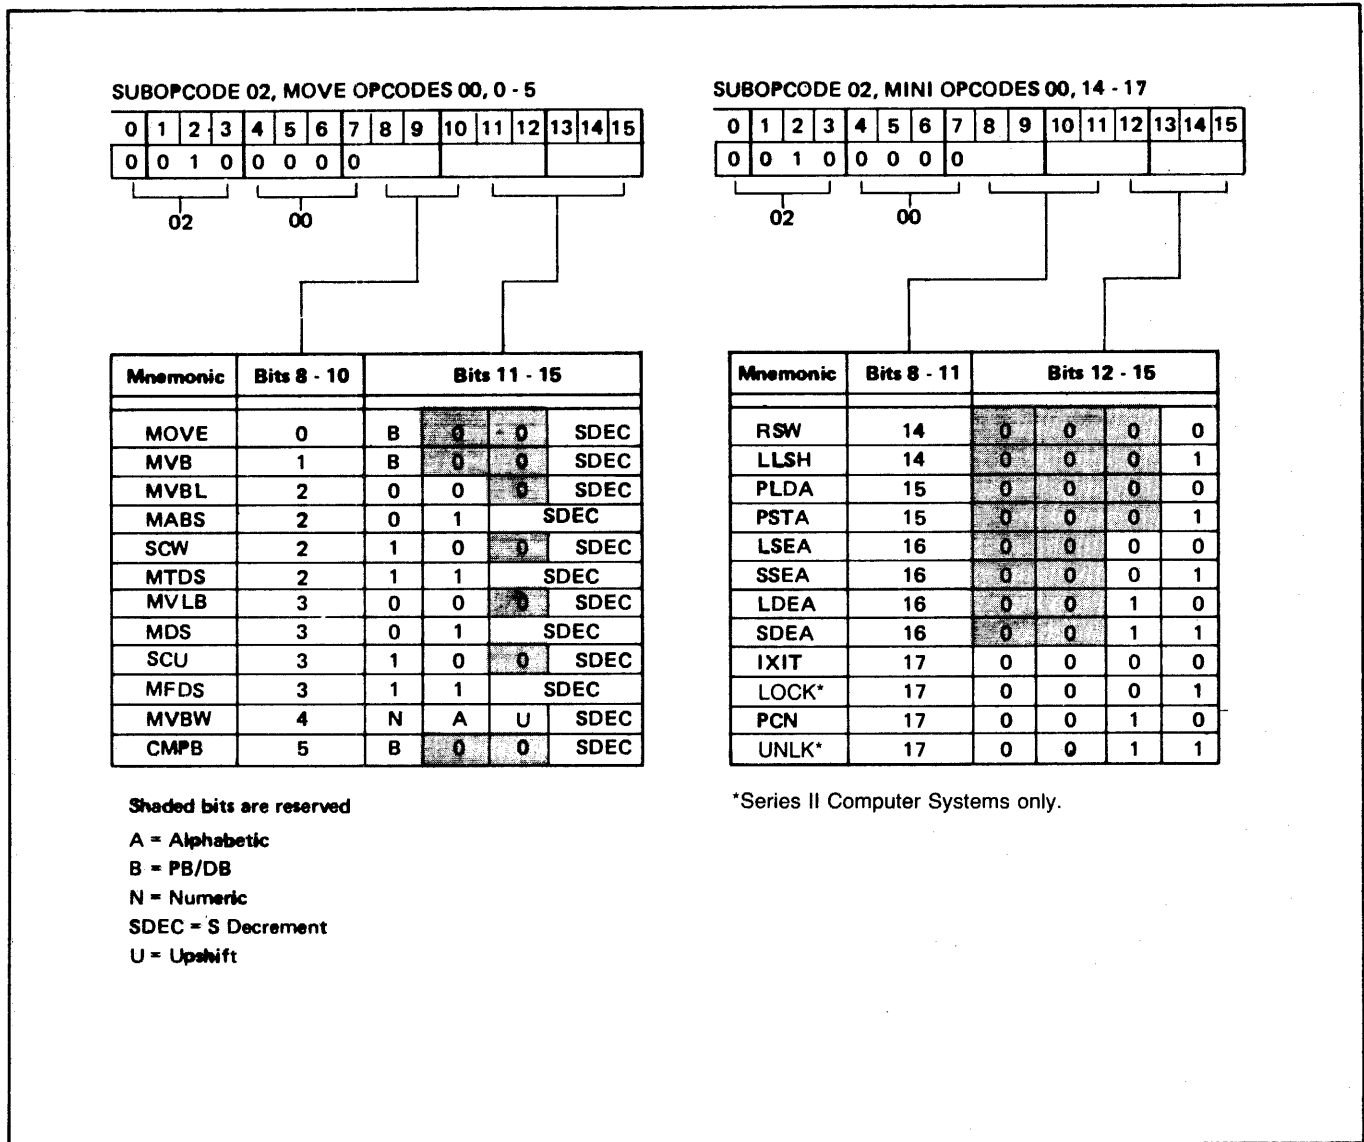 SUBOPCODE 02, MOVE OPCODES 00, 0 - 5
0 1 2 3 4 5 6 7 8 9 10 11 12 13 14 15
0 0 1 0 0 0 0 0
02 00
Mnemonic Bits 8 - 10 Bits 11 - 15
MOVE 0 B 0 0 SDEC
MVB 1 B 0 0 SDEC
MVBL 2 0 0 0 SDEC
MABS 2 0 1 SDEC
SCW 2 1 0 0 SDEC
MTDS 2 1 1 SDEC
MVLB 3 0 0 0 SDEC
MDS 3 0 1 SDEC
SCU 3 1 0 0 SDEC
MFDS 3 1 1 SDEC
MVBW 4 N A U SDEC
CMPB 5 B 0 0 SDEC
Shaded bits are reserved
A = Alphabetic
B = PB/DB
N = Numeric
SDEC = S Decrement
U = Upshift
SUBOPCODE 02, MINI OPCODES 00, 14 - 17
0 1 2 3 4 5 6 7 8 9 10 11 12 13 14 15
0 0 1 0 0 0 0 0
02 00
Mnemonic Bits 8 - 11 Bits 12 - 15
RSW 14 0 0 0 0
LLSH 14 0 0 0 1
PLDA 15 0 0 0 0
PSTA 15 0 0 0 1
LSEA 16 0 0 0 0
SSEA 16 0 0 0 1
LDEA 16 0 0 1 0
SDEA 16 0 0 1 1
IXIT 17 0 0 0 0
LOCK* 17 0 0 0 1
PCN 17 0 0 1 0
UNLK* 17 0 0 1 1
*Series II Computer Systems only.